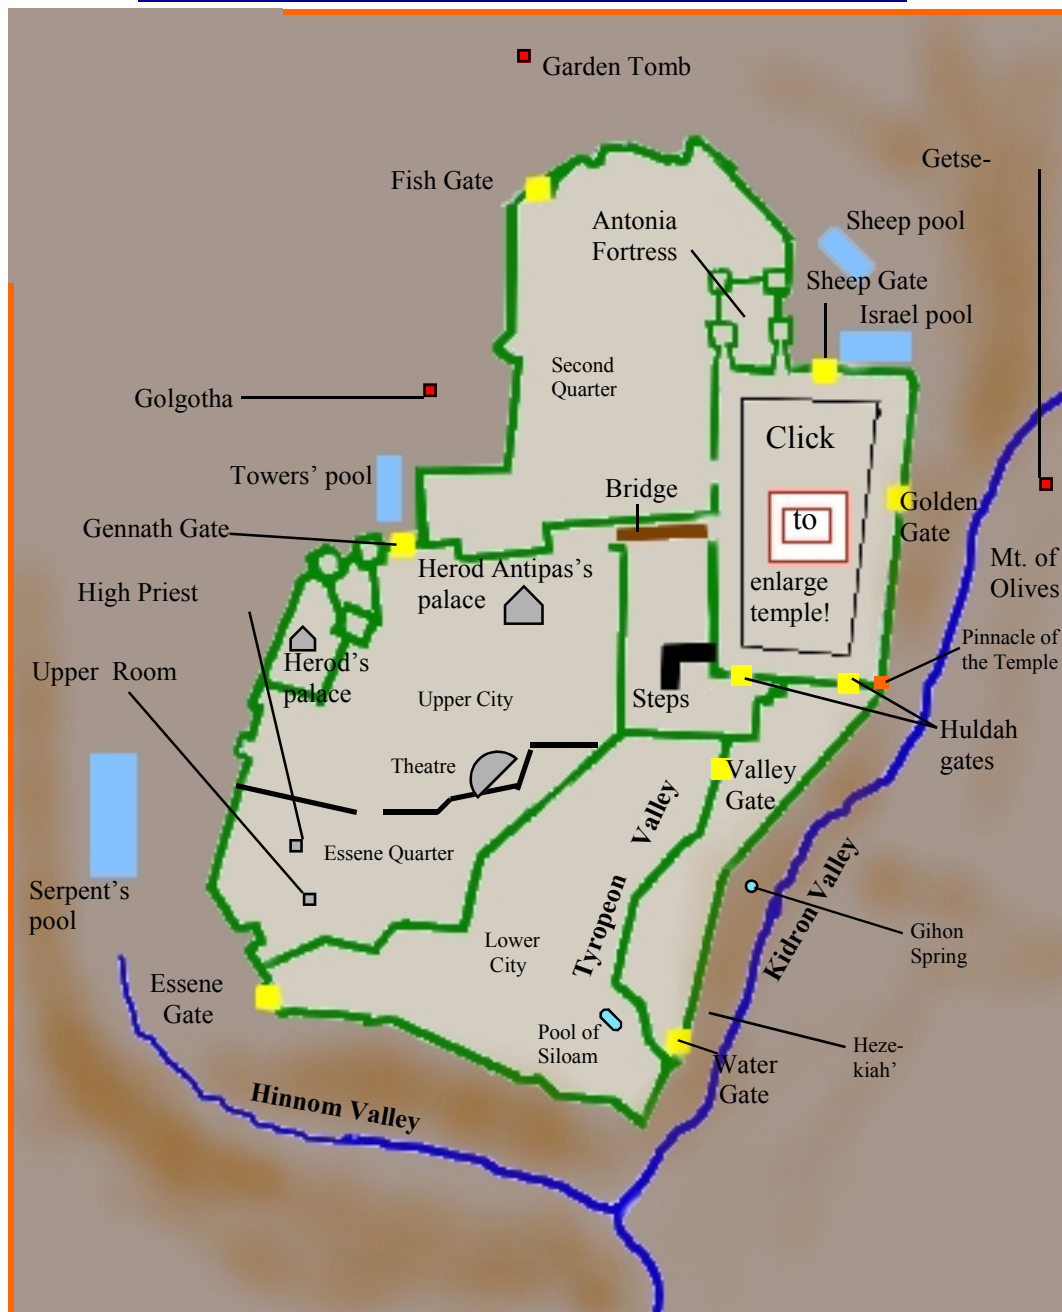 Garden Tomb
Getse-
Fish Gate
Antonia
Fortress
Sheep pool
Sheep Gate
Israel pool
Second
Quarter
Golgotha
Click
Towers’ pool
Bridge
Golden
Gate
to
Gennath Gate
Herod Antipas’s
palace
Mt. of
Olives
enlarge
temple!
High Priest
Pinnacle of
the Temple
Upper Room
Herod’s
palace
Upper City
Steps
Huldah
gates
Theatre
Valley
Gate
Tyropeon Valley
Essene Quarter
Serpent’s
pool
Kidron Valley
Gihon
Spring
Lower
City
Essene
Gate
Pool of
Siloam
Heze-
kiah’
Water
Gate
Hinnom Valley